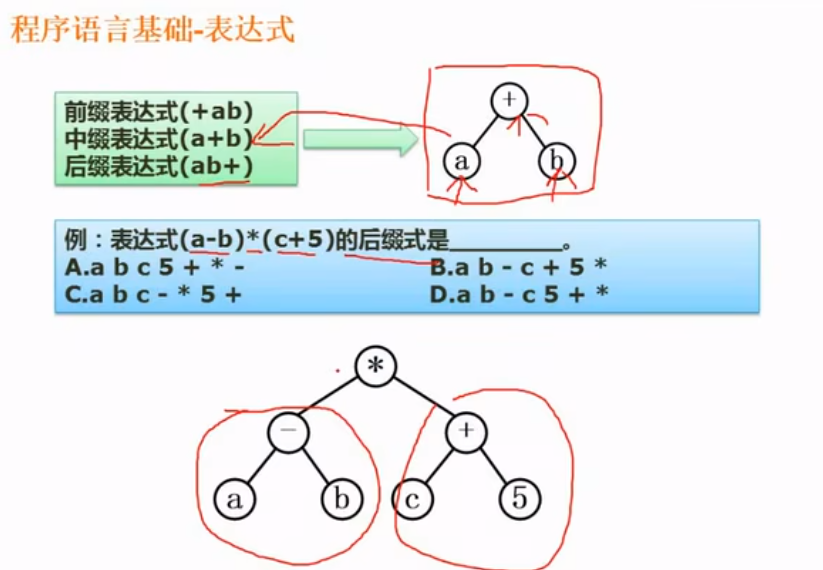 程序语言基础-表达式
前缀表达式(+ab)
中缀表达式(a+b)
后缀表达式(ab+)
+
a b
例：表达式(a-b)*(c+5)的后缀式是_________。
A.a b c 5 + * - B.a b - c + 5 *
C.a b c - * 5 + D.a b - c 5 + *
*
- +
a b c 5